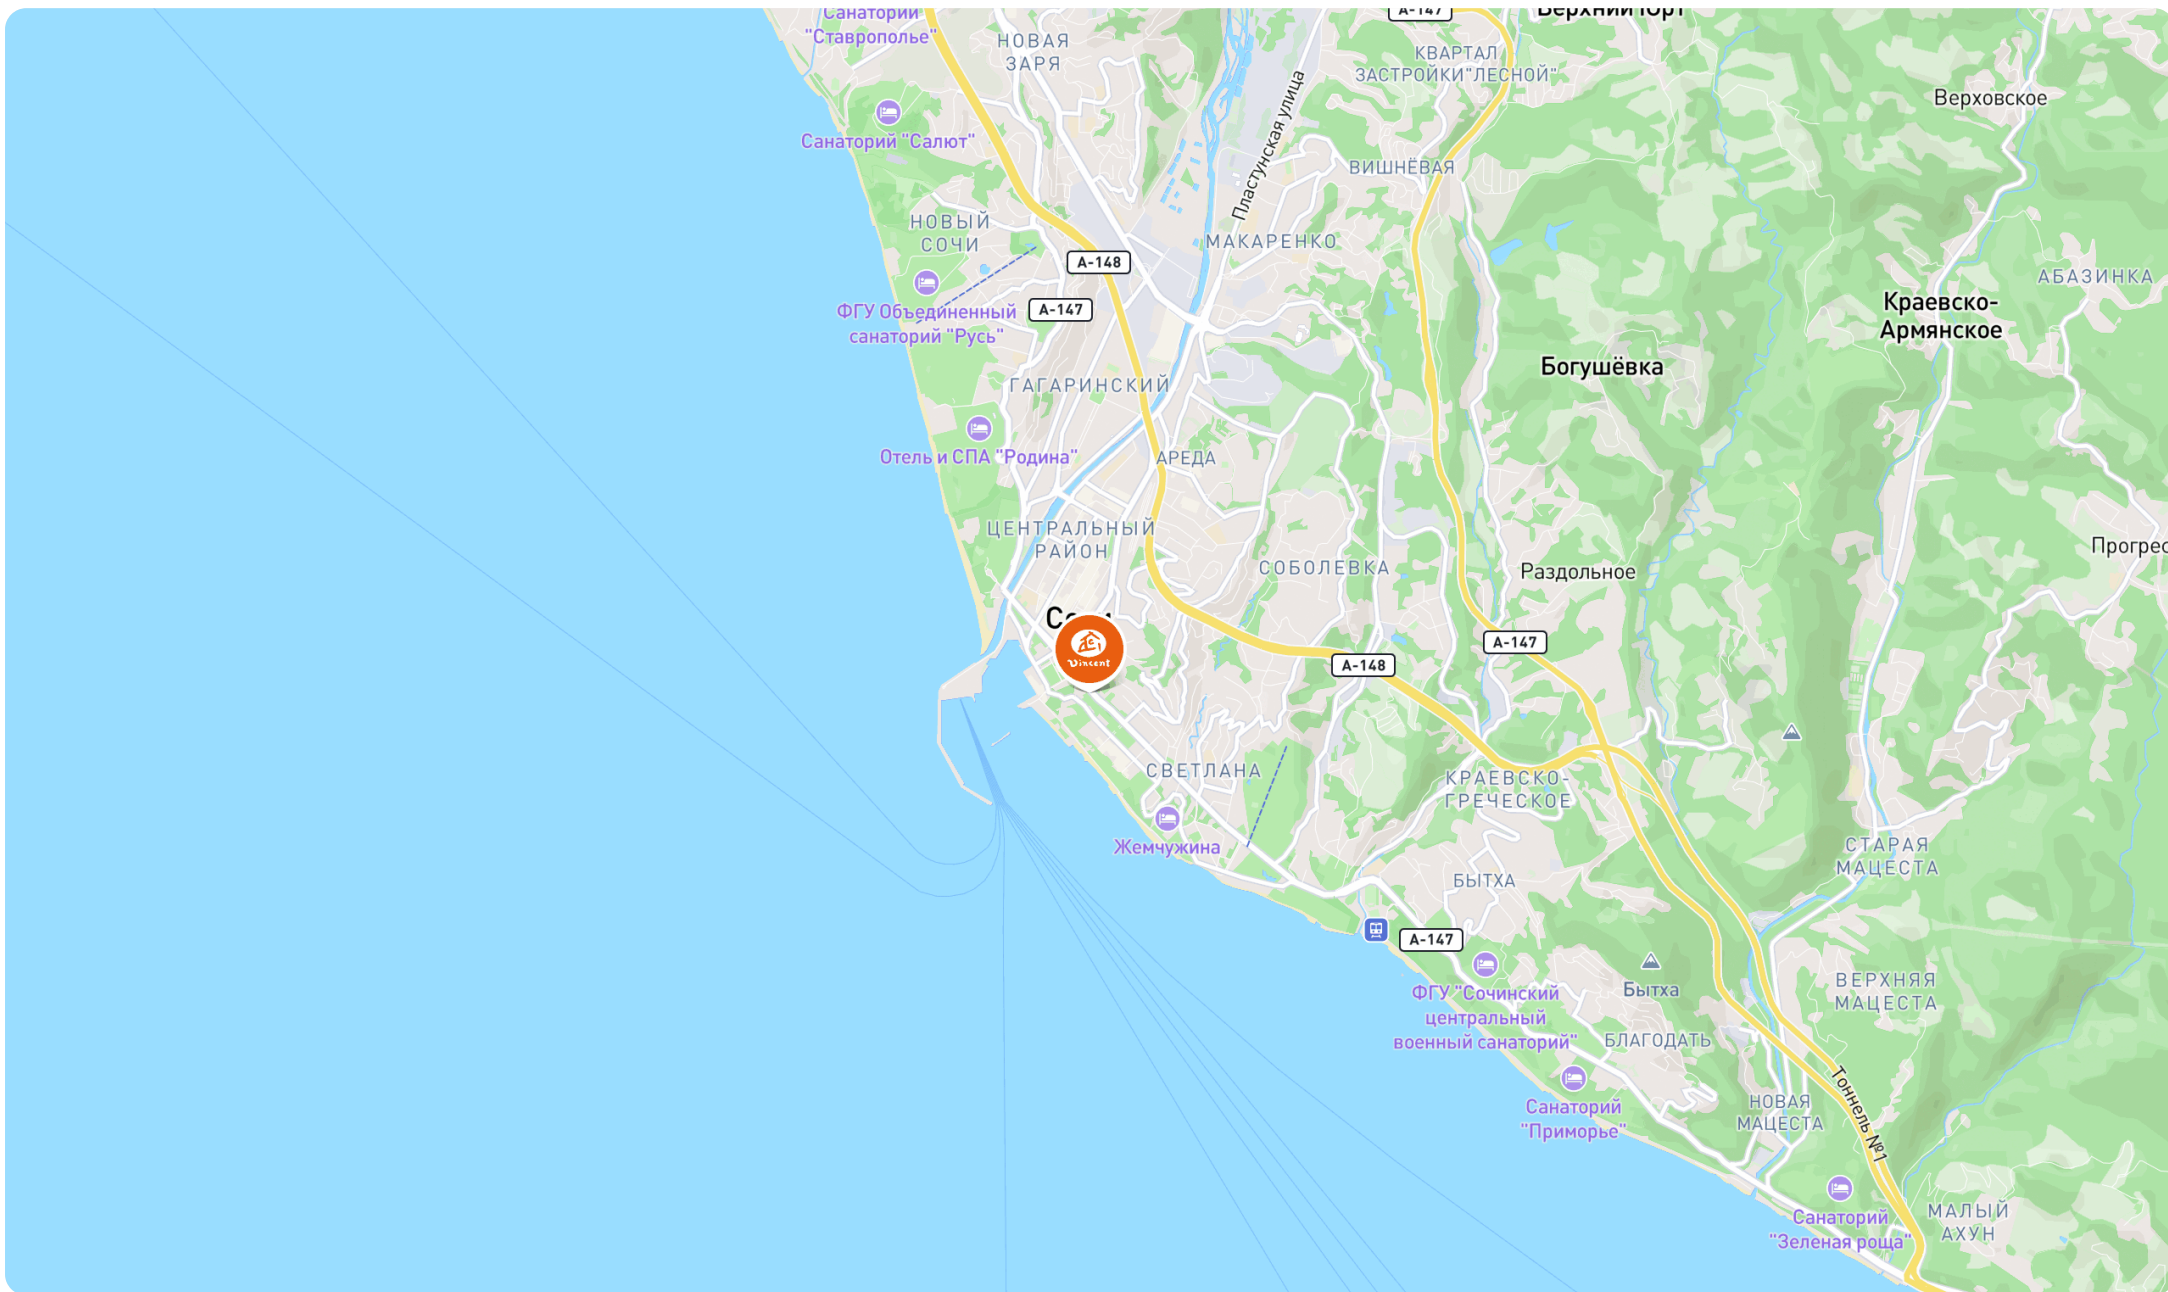 Санаторий
"Ставрополье"
НОВАЯ
ЗАРЯ
А-147
Верхний Юрт
КВАРТАЛ
ЗАСТРОЙКИ"ЛЕСНОЙ"
Верховское
Санаторий "Салют"
Пластунская улица
ВИШНЁВАЯ
НОВЫЙ
СОЧИ
МАКАРЕНКО
А-148
АБАЗИНКА
А-147
ФГУ Объединенный
санаторий "Русь"
Краевско-
Армянское
Богушёвка
ГАГАРИНСКИЙ
Отель и СПА "Родина"
АРЕДА
ЦЕНТРАЛЬНЫЙ
РАЙОН
СОБОЛЕВКА
Раздольное
Vincent
А-147
А-148
СВЕТЛАНА
КРАЕВСКО-
ГРЕЧЕСКОЕ
Жемчужина
БЫТХА
СТАРАЯ
МАЦЕСТА
А-147
ФГУ "Сочинский
центральный
военный санаторий"
Бытха
ВЕРХНЯЯ
МАЦЕСТА
БЛАГОДАТЬ
Санаторий
"Приморье"
НОВАЯ
МАЦЕСТА
Тоннель №1
Санаторий
"Зеленая роща"
МАЛЫЙ
АХУН